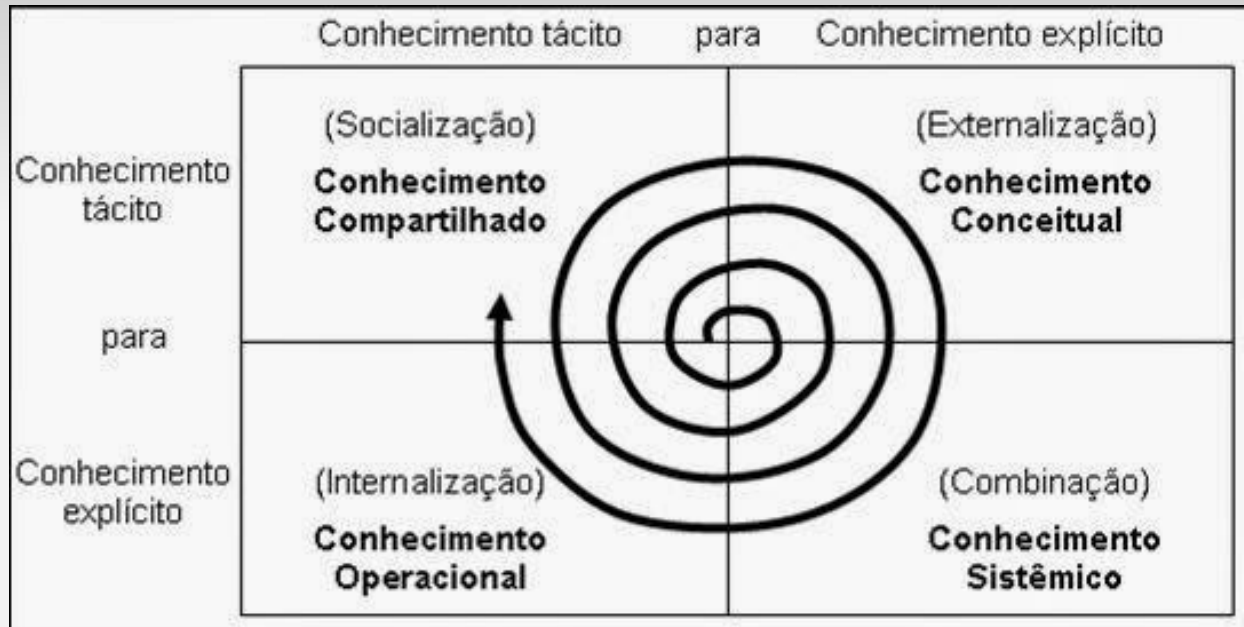 Conhecimento tácito para Conhecimento explícito
(Socialização)
Conhecimento
Compartilhado
(Externalização)
Conhecimento
Conceitual
Conhecimento
tácito
para
Conhecimento
explícito
(Internalização)
Conhecimento
Operacional
(Combinação)
Conhecimento
Sistêmico